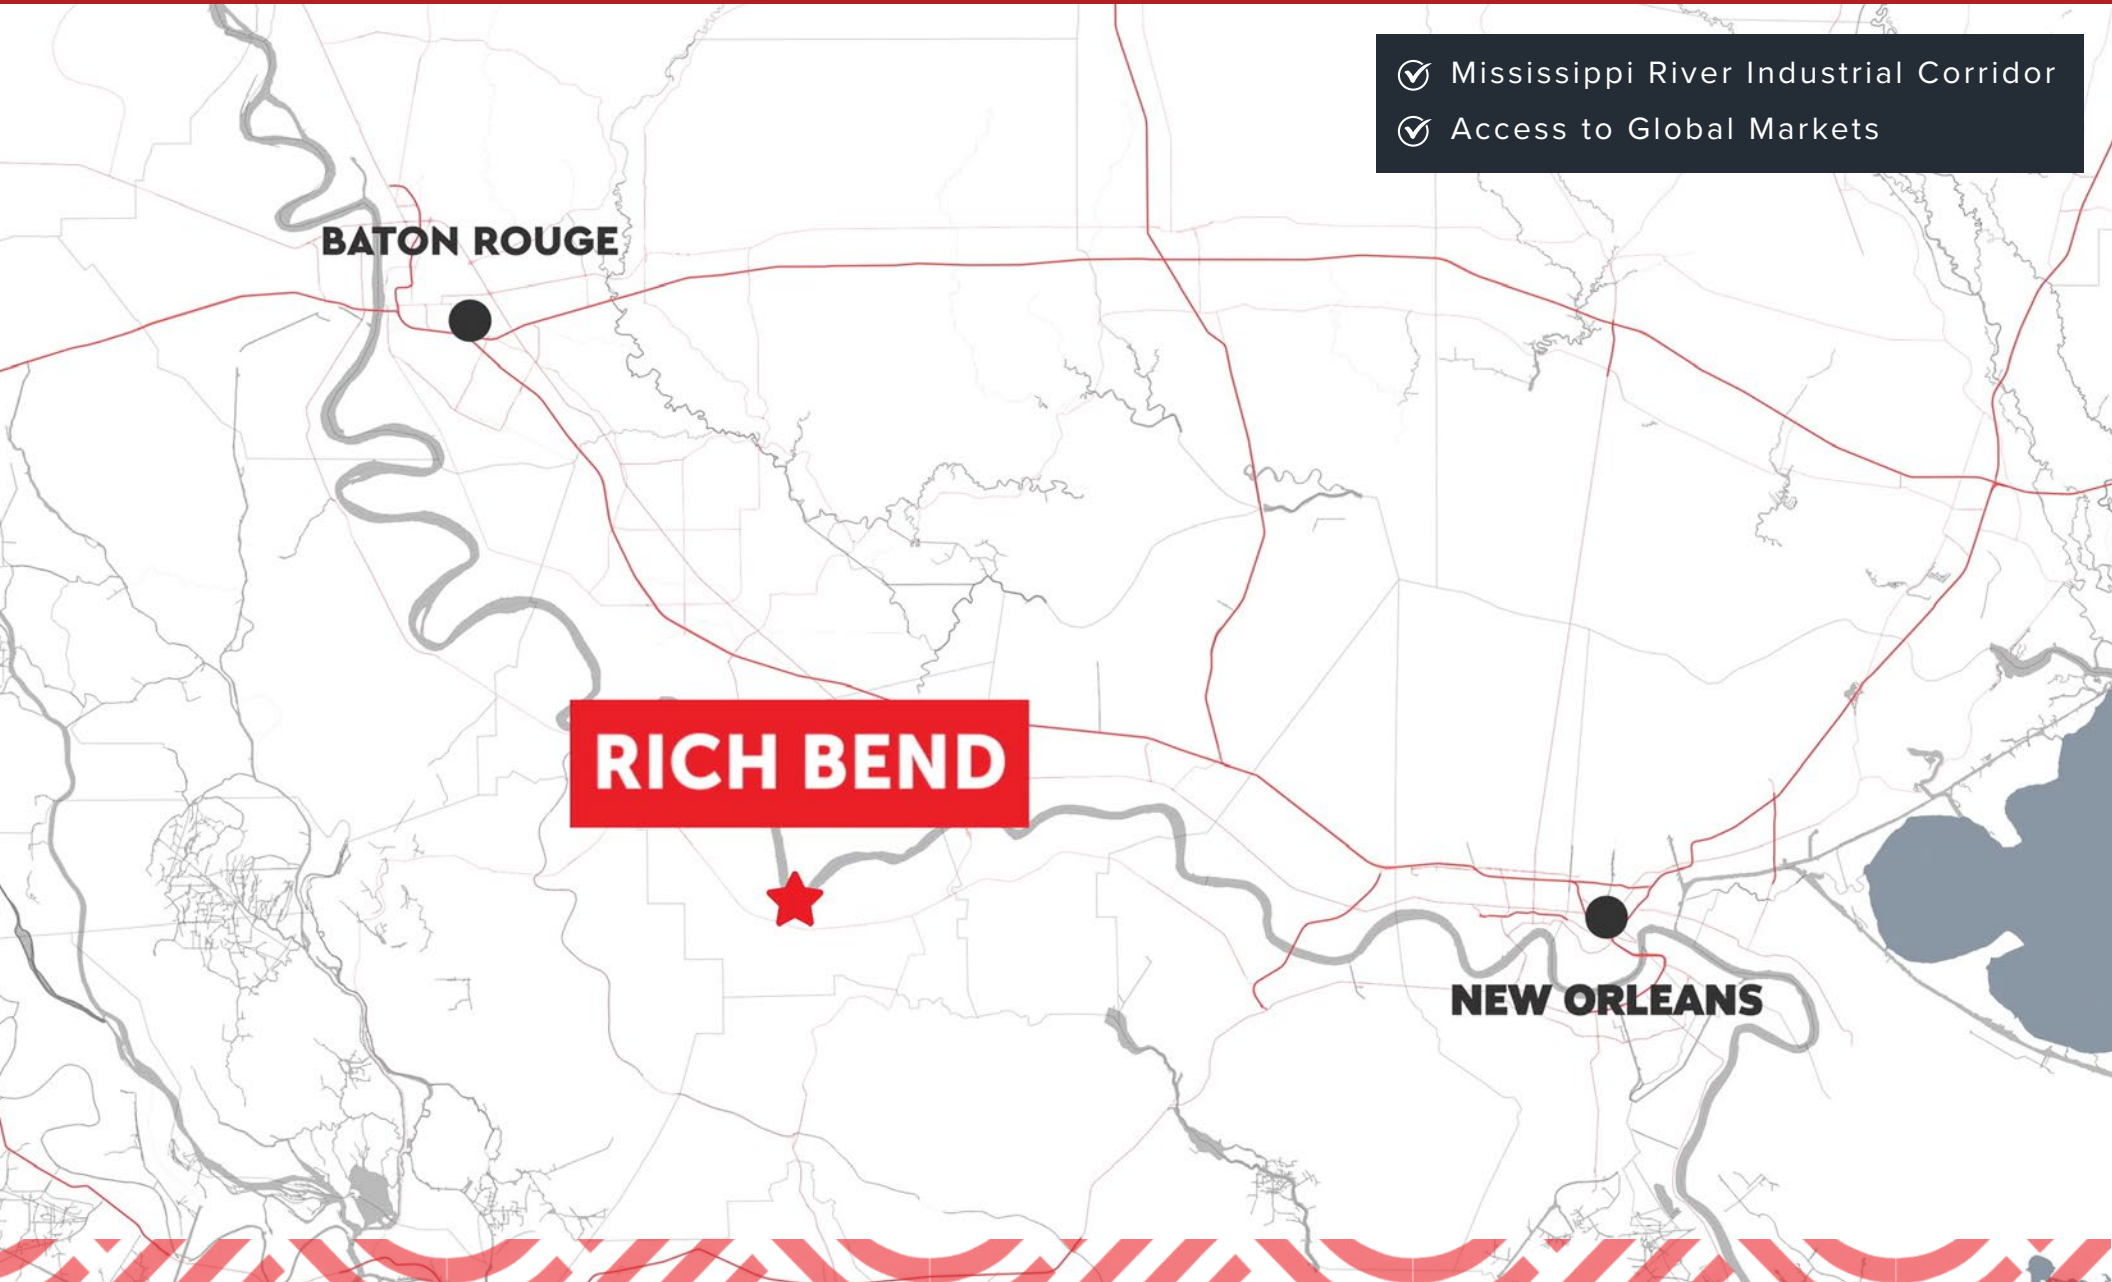 Mississippi River Industrial Corridor
Access to Global Markets
BATON ROUGE
RICH BEND
NEW ORLEANS